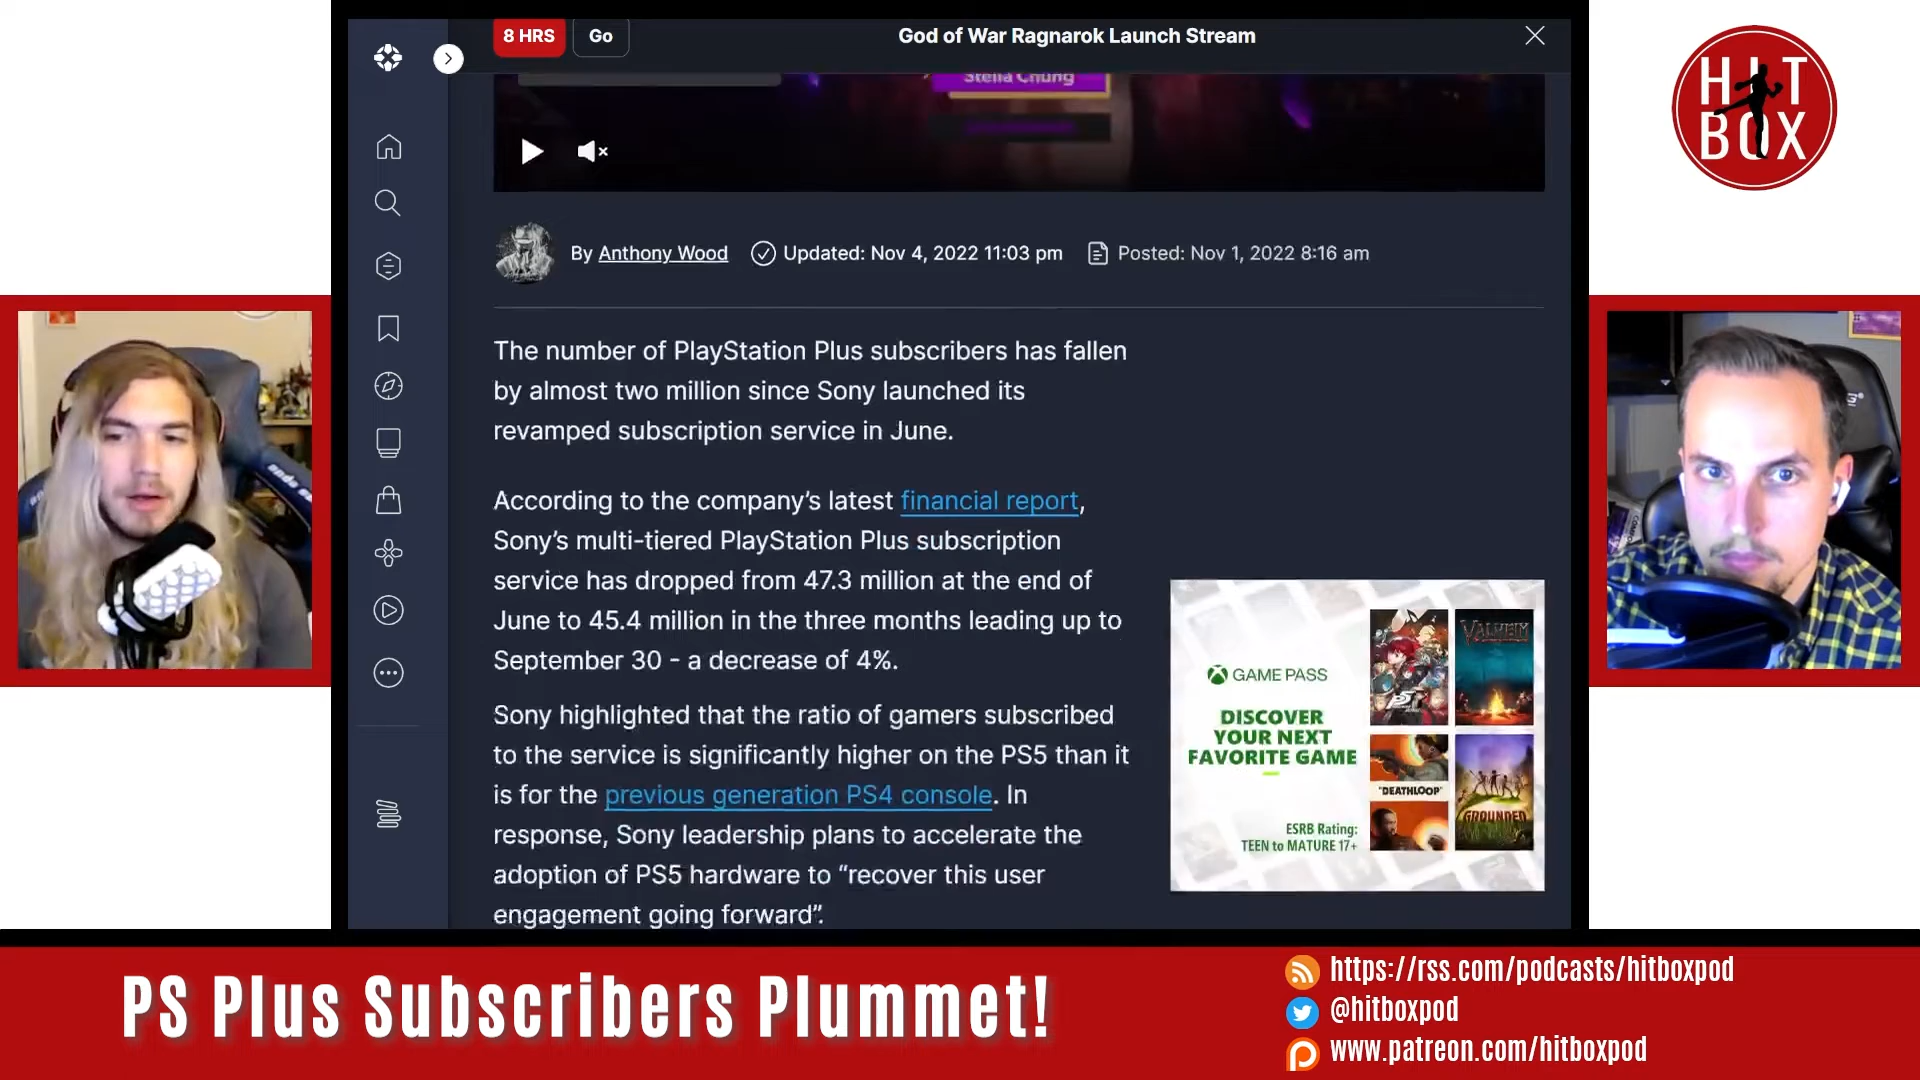 8 HRS
Go
God of War Ragnarok Launch Stream
Stella Chung
HIT
BOX
By Anthony Wood
Updated: Nov 4, 2022 11:03 pm
Posted: Nov 1, 2022 8:16 am
The number of PlayStation Plus subscribers has fallen
by almost two million since Sony launched its
revamped subscription service in June.
According to the company’s latest financial report,
Sony’s multi-tiered PlayStation Plus subscription
service has dropped from 47.3 million at the end of
June to 45.4 million in the three months leading up to
September 30 - a decrease of 4%.
Sony highlighted that the ratio of gamers subscribed
to the service is significantly higher on the PS5 than it
is for the previous generation PS4 console. In
response, Sony leadership plans to accelerate the
adoption of PS5 hardware to “recover this user
engagement going forward”.
GAME PASS
DISCOVER
YOUR NEXT
FAVORITE GAME
ESRB Rating:
TEEN to MATURE 17+
VALHEIM
"DEATHLOOP"
GROUNDED
PS Plus Subscribers Plummet!
https://rss.com/podcasts/hitboxpod
@hitboxpod
www.patreon.com/hitboxpod